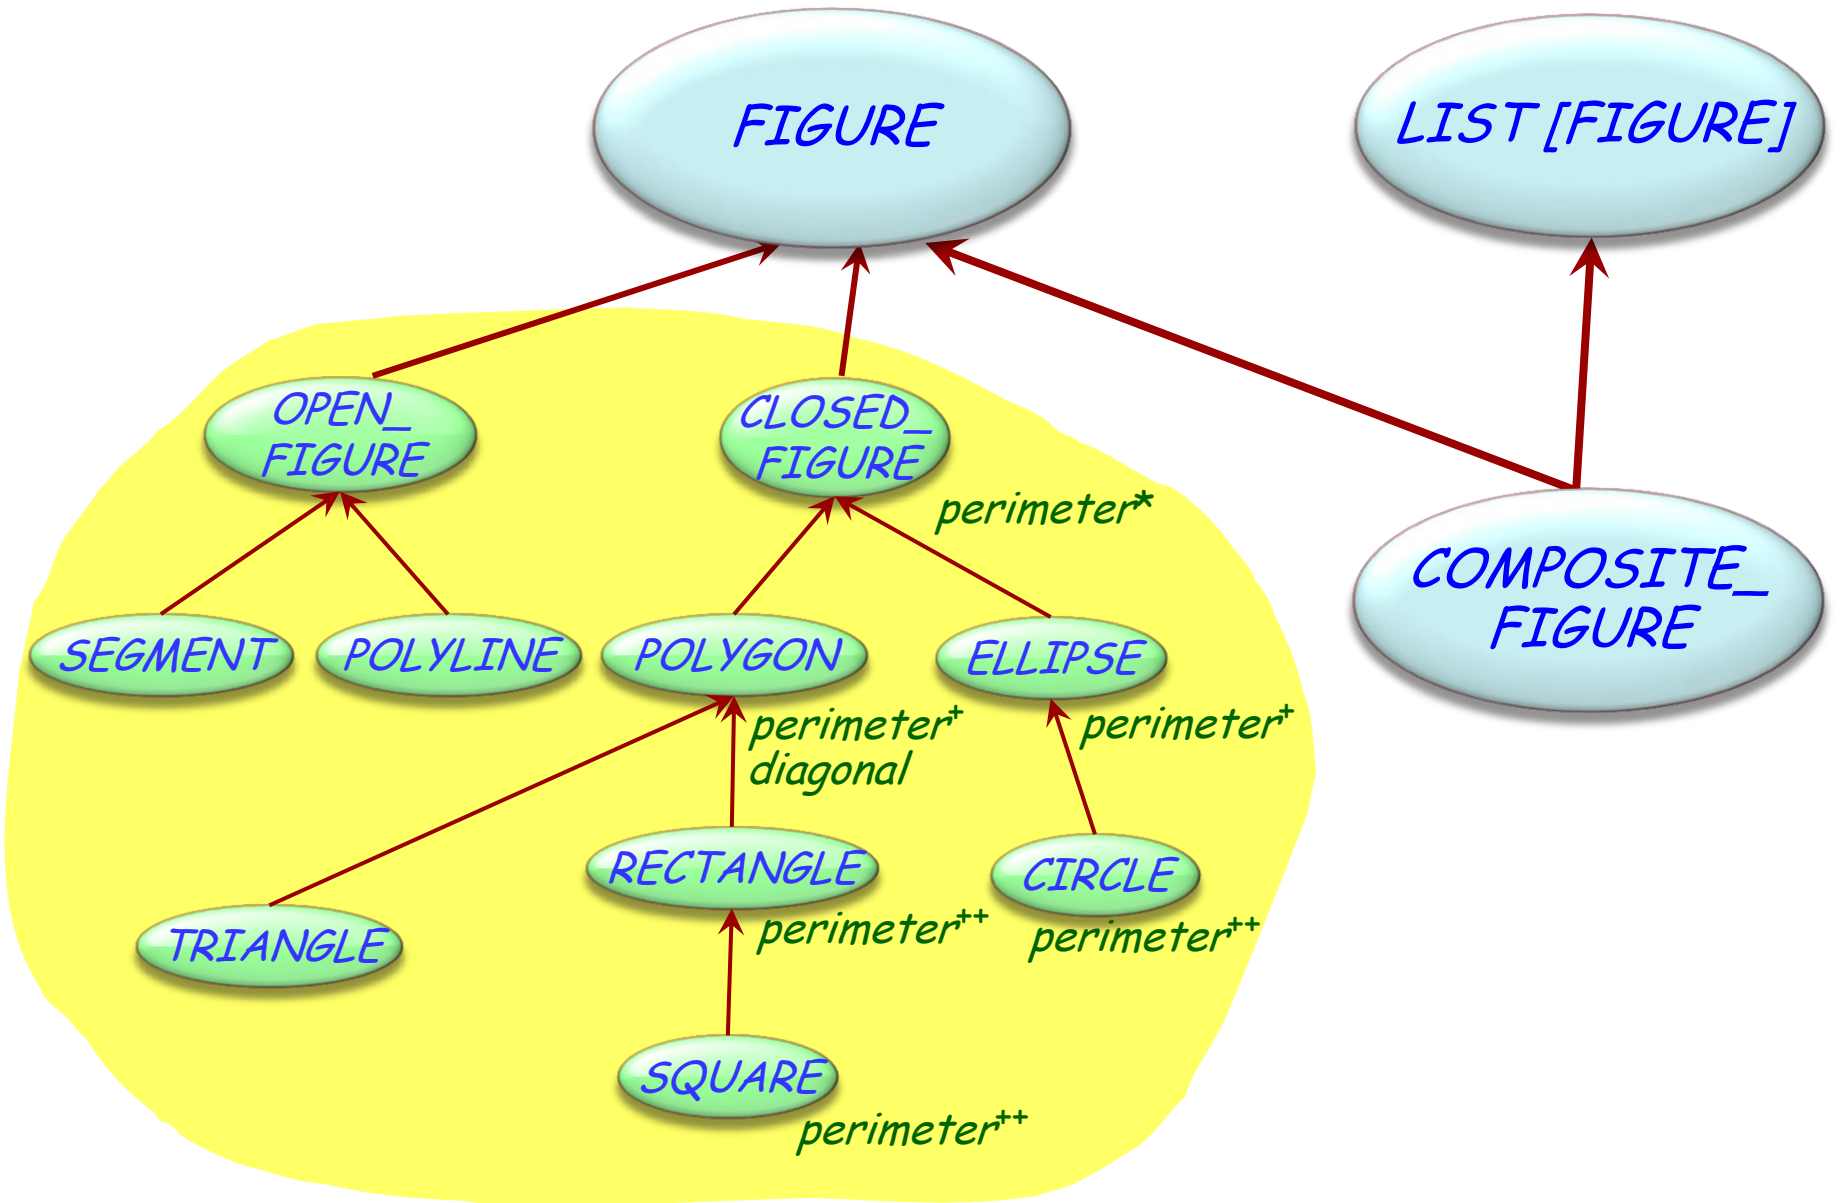 FIGURE
LIST [FIGURE]
OPEN_
FIGURE
CLOSED_
FIGURE
perimeter*
COMPOSITE_
FIGURE
SEGMENT
POLYLINE
POLYGON
ELLIPSE
perimeter+
diagonal
perimeter+
RECTANGLE
CIRCLE
perimeter++
perimeter++
TRIANGLE
SQUARE
perimeter++